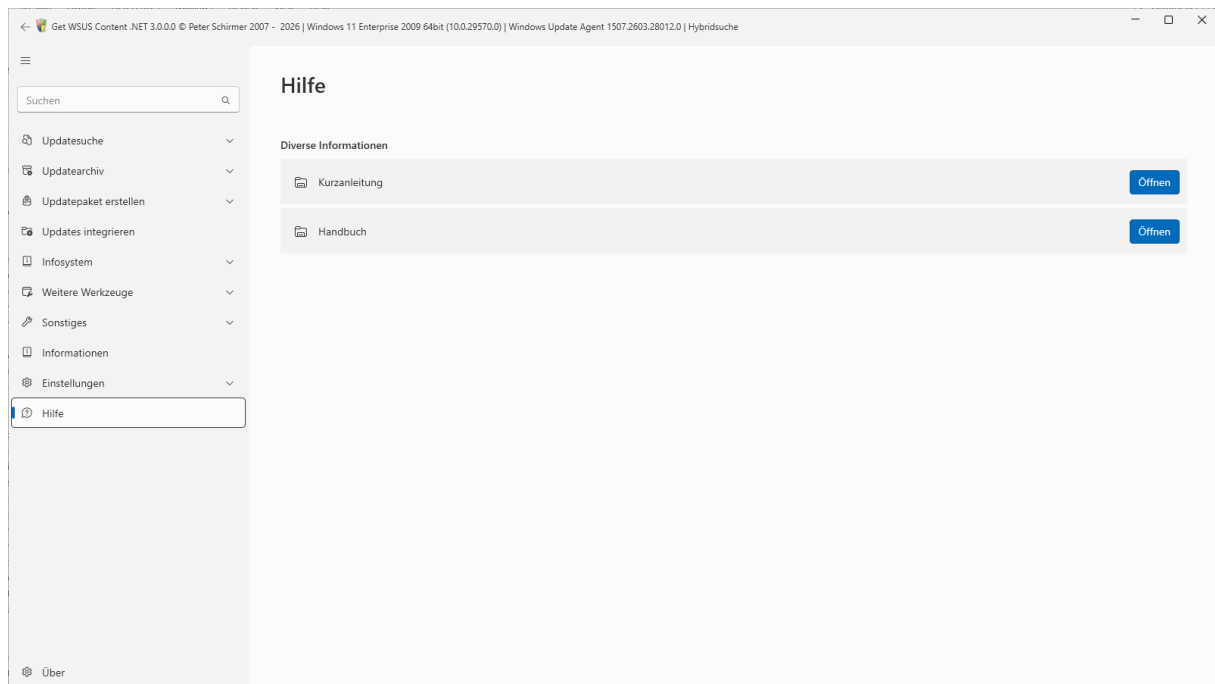 Get WSUS Content .NET 3.0.0.0 © Peter Schirmer 2007 - 2026 | Windows 11 Enterprise 2009 64bit (10.0.29570.0) | Windows Update Agent 1507.2603.28012.0 | Hybridsuche
Suchen
Updatesuche
Updatearchiv
Updatepaket erstellen
Updates integrieren
Infosystem
Weitere Werkzeuge
Sonstiges
Informationen
Einstellungen
Hilfe
Über
Hilfe
Diverse Informationen
Kurzanleitung Öffnen
Handbuch Öffnen